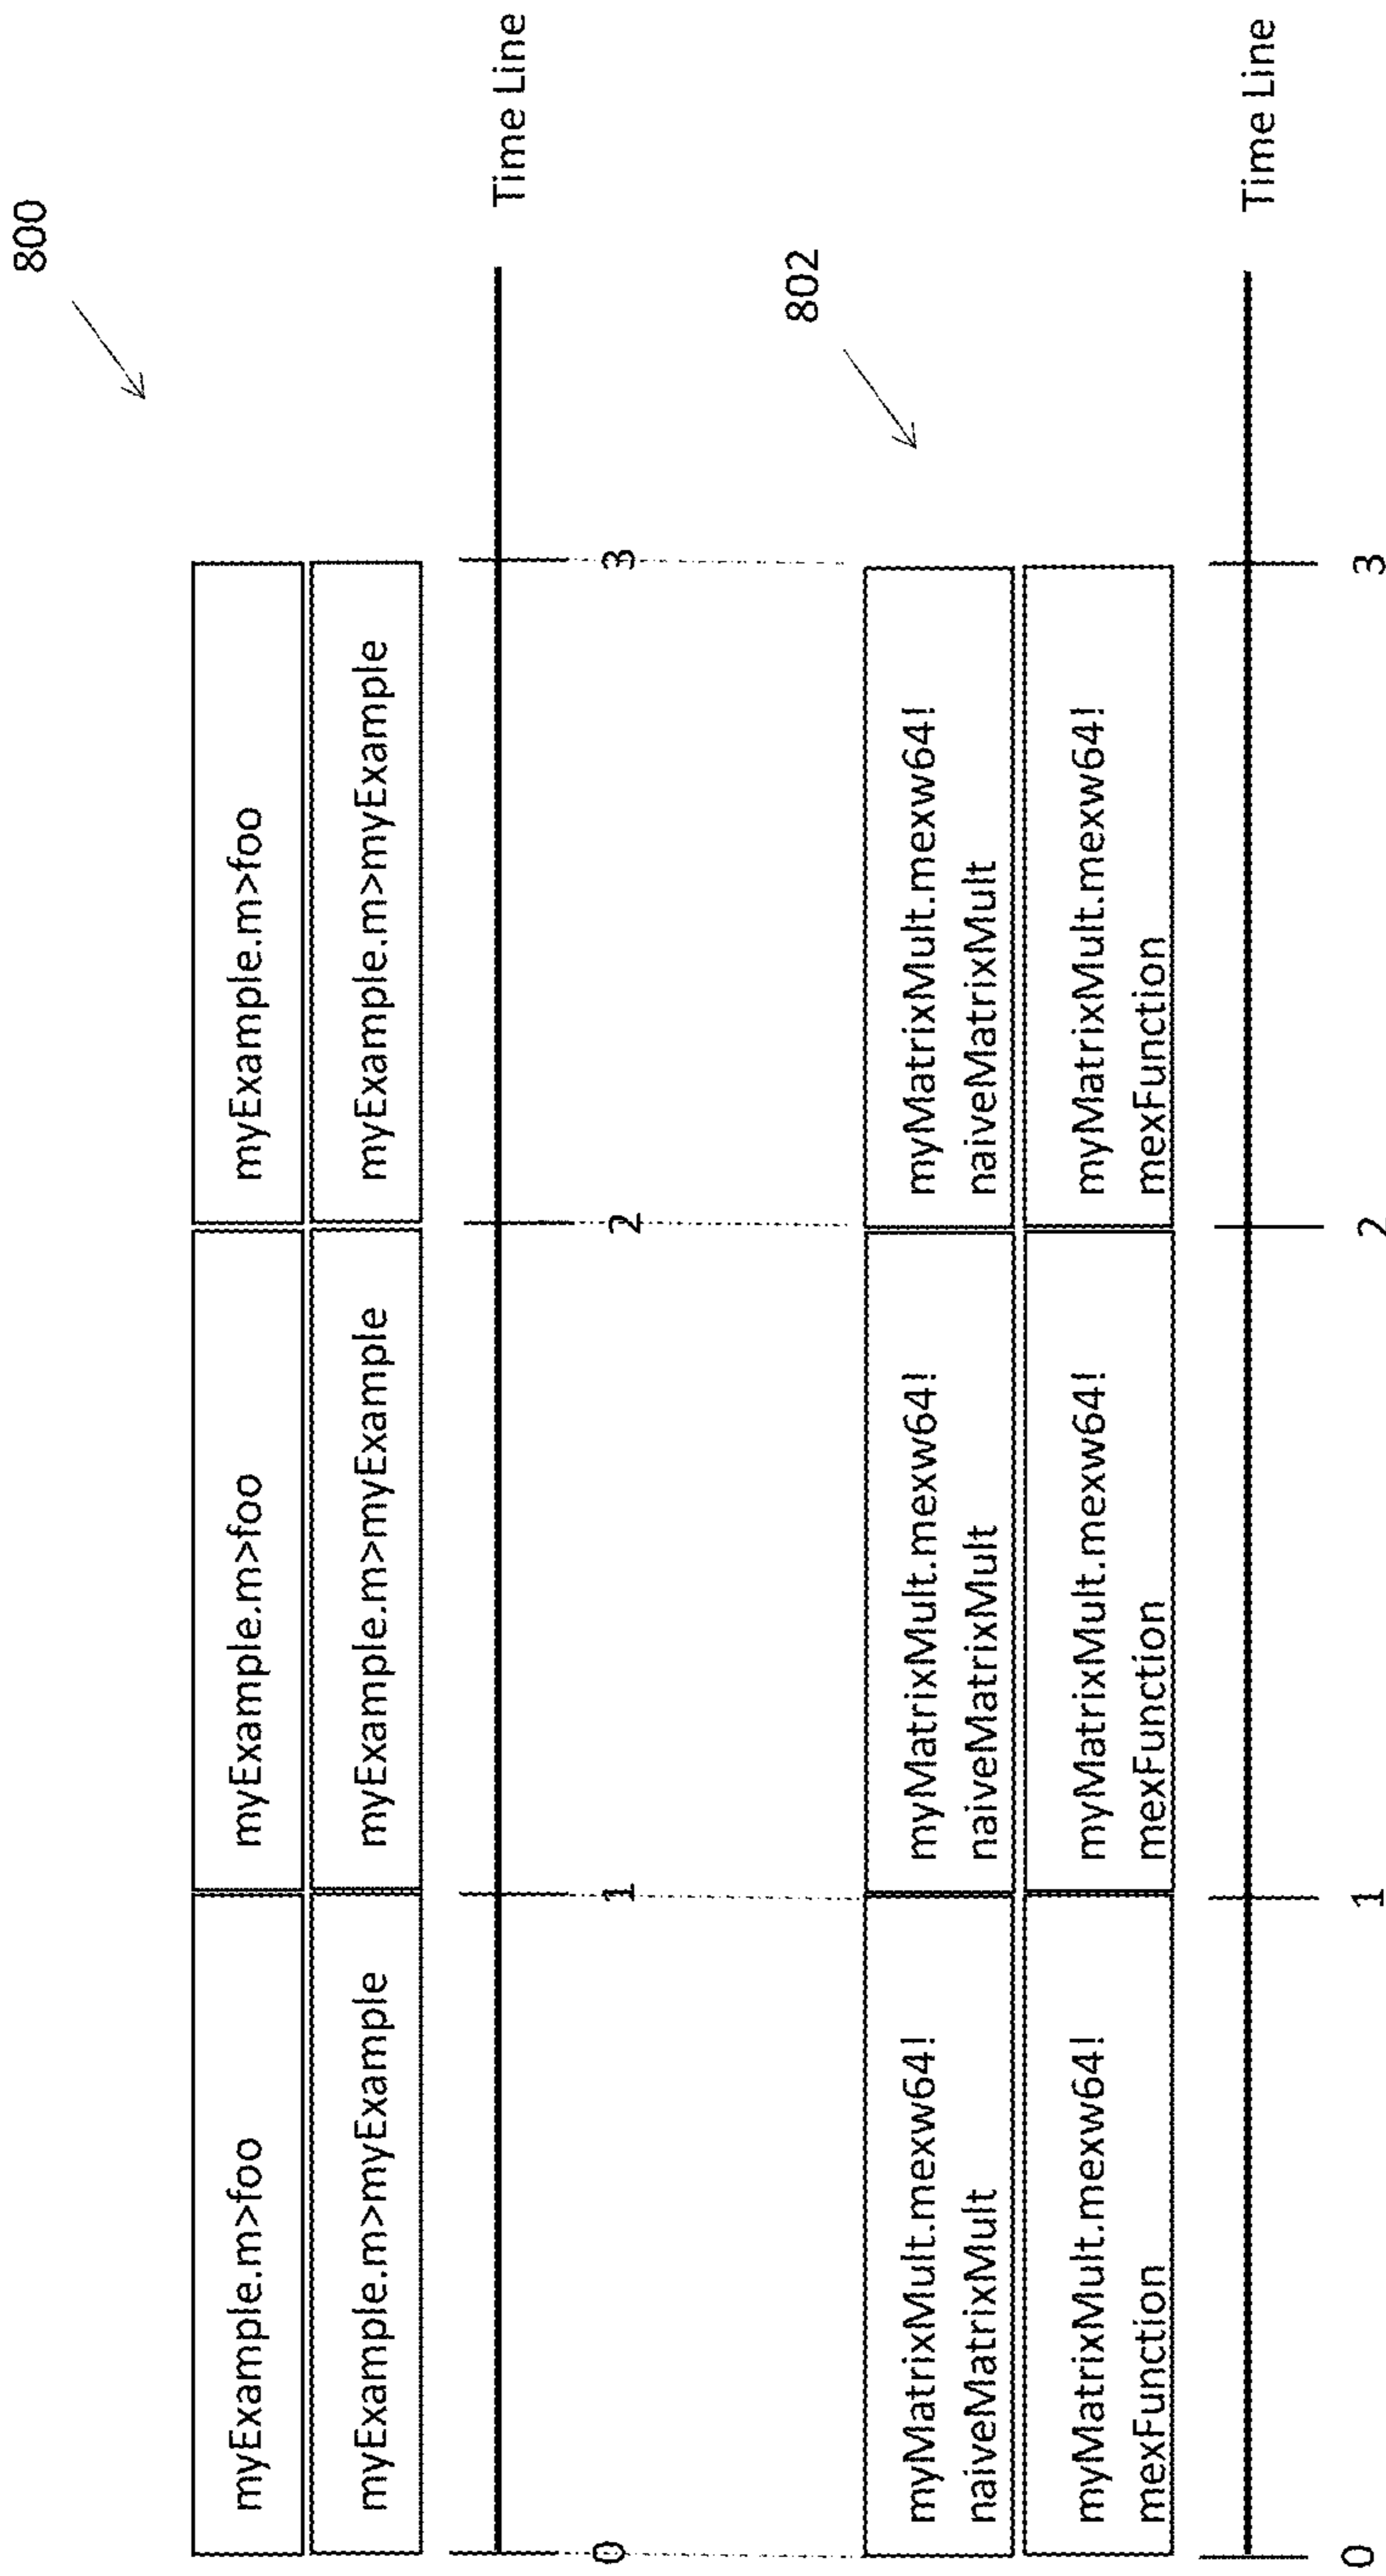 800
myExample.m>foo
myExample.m>foo
myExample.m>foo
myExample.m>myExample
myExample.m>myExample
myExample.m>myExample
Time Line
0
1
2
3
802
myMatrixMult.mexw64!
naiveMatrixMult
myMatrixMult.mexw64!
naiveMatrixMult
myMatrixMult.mexw64!
naiveMatrixMult
myMatrixMult.mexw64!
mexFunction
myMatrixMult.mexw64!
mexFunction
myMatrixMult.mexw64!
mexFunction
Time Line
0
1
2
3